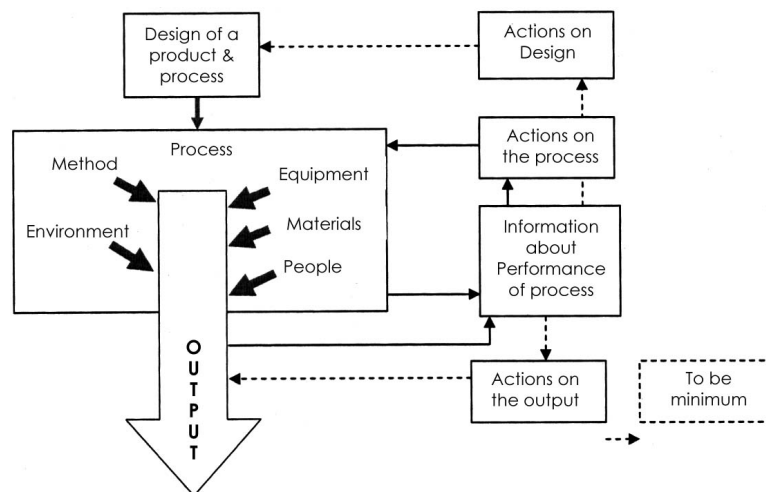 Design of a
product &
process
Actions on
Design
Process
Actions on
the process
Method
Equipment
Environment
Materials
People
Information
about
Performance
of process
OUTPUT
Actions on
the output
To be
minimum